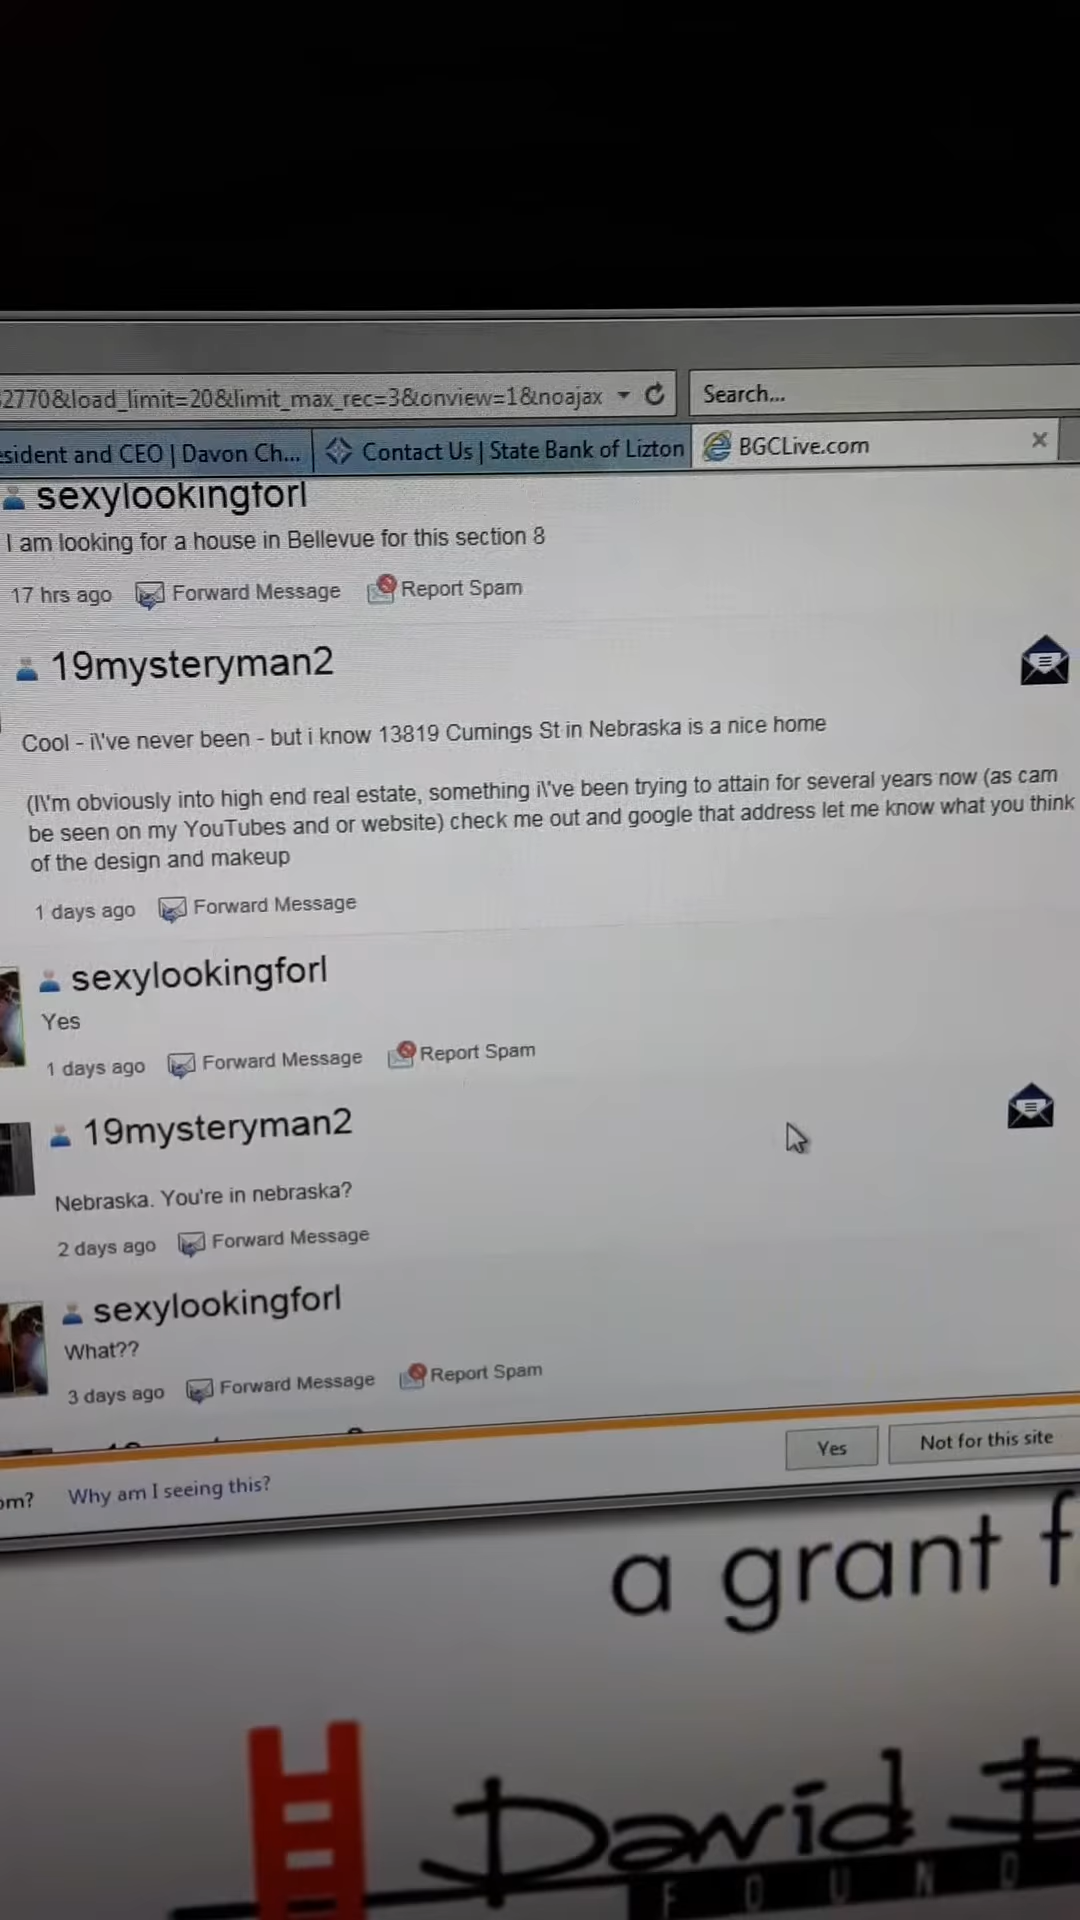 2770&load_limit=20&limit_max_rec=3&onview=1&noajax
Search...
sident and CEO | Davon Ch...
Contact Us | State Bank of Lizton
BGCLive.com
sexylookingforl
I am looking for a house in Bellevue for this section 8
17 hrs ago Forward Message Report Spam
19mysteryman2
Cool - i\'ve never been - but i know 13819 Cumings St in Nebraska is a nice home
(I\'m obviously into high end real estate, something i\'ve been trying to attain for several years now (as cam
be seen on my YouTubes and or website) check me out and google that address let me know what you think
of the design and makeup
1 days ago Forward Message
sexylookingforl
Yes
1 days ago Forward Message Report Spam
19mysteryman2
Nebraska. You're in nebraska?
2 days ago Forward Message
sexylookingforl
What??
3 days ago Forward Message Report Spam
om? Why am I seeing this?
Yes
Not for this site
a grant f
David B
FOUND